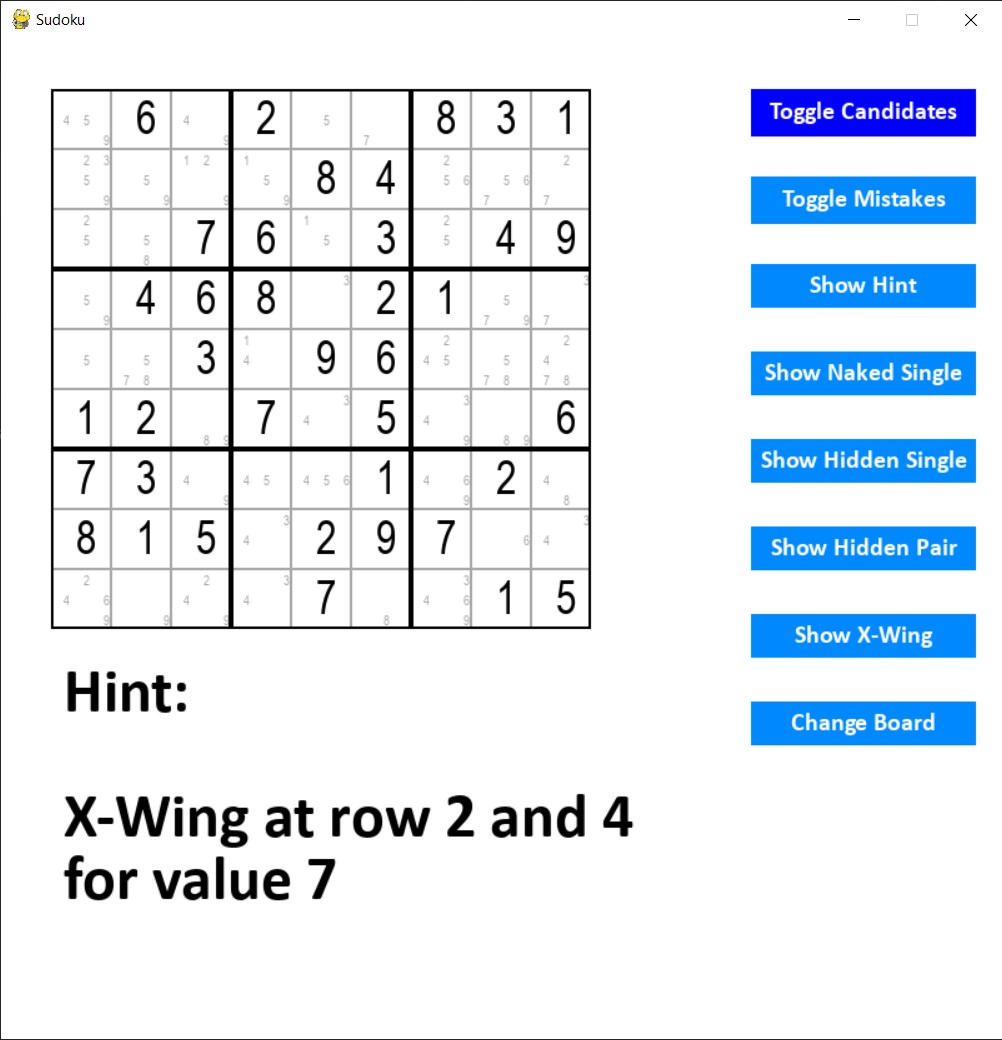 Sudoku
4 5 6 4 2 5 8 3 1
9 9 7
2 3 1 2 1 2 2
5 5 5 8 4 5 6 5 6
9 9 9 9 7 7
2 1 2
5 5 7 6 5 3 5 4 9
8
3 3
5 4 6 8 2 1 5
9 7 9 7
1 2 2
5 5 3 4 9 6 4 5 5 4
7 8 7 8 7 8
3 3
1 2 7 4 5 4 6
8 9 9 8 9
7 3 4 4 5 4 5 6 1 4 6 2 4
9 9 8
3 3
8 1 5 4 2 9 7 6 4
2 2 3 3
4 6 4 4 7 4 6 1 5
9 9 9 8 9
Toggle Candidates
Toggle Mistakes
Show Hint
Show Naked Single
Show Hidden Single
Show Hidden Pair
Show X-Wing
Change Board
Hint:
X-Wing at row 2 and 4
for value 7